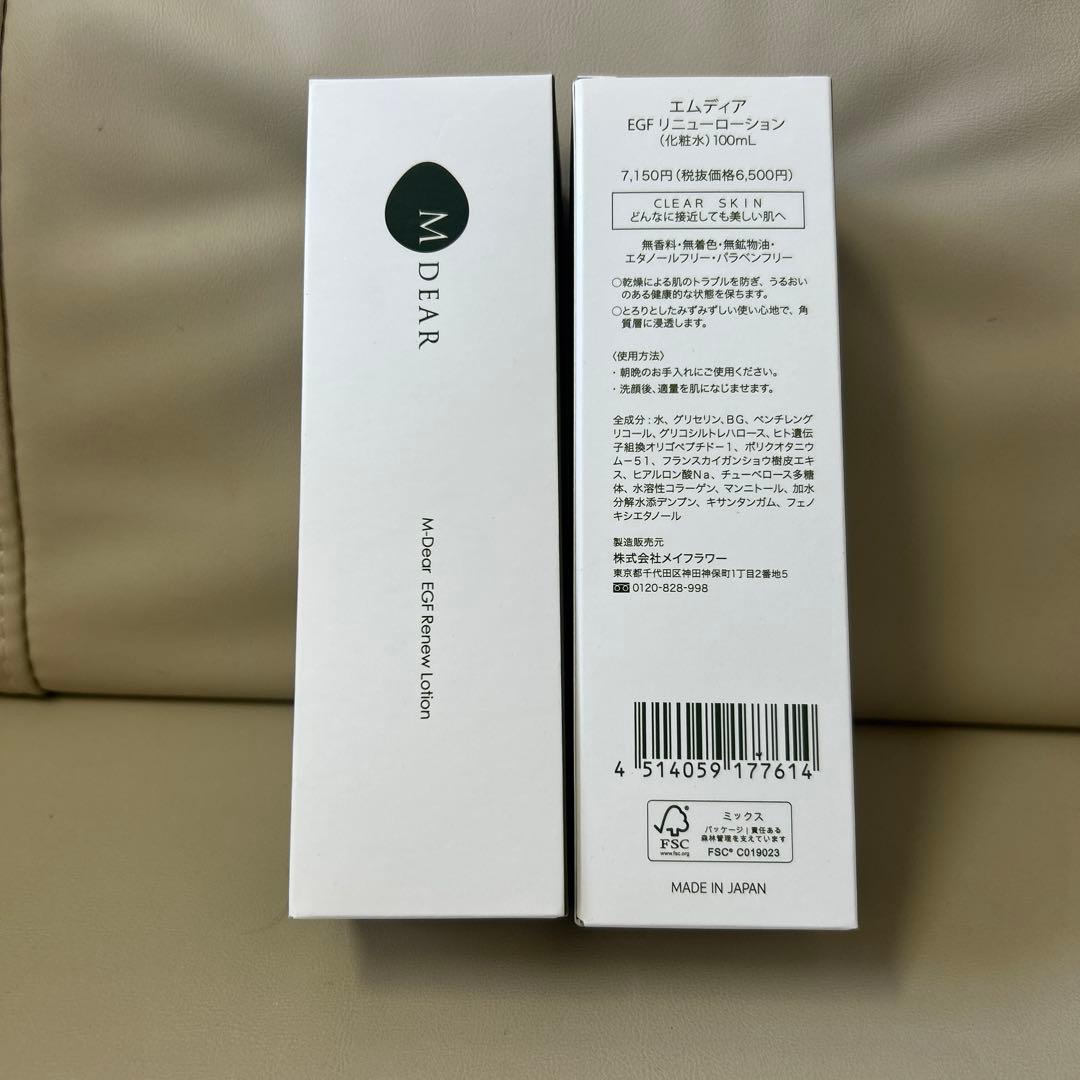 M DEAR
M-Dear EGF Renew Lotion
エムディア
EGF リニューローション
(化粧水)100mL
7,150円(税抜価格6,500円)
CLEAR SKIN
どんなに接近しても美しい肌へ
無香料・無着色・無鉱物油・
エタノールフリー・パラベンフリー
○乾燥による肌のトラブルを防ぎ、うるおい
のある健康的な状態を保ちます。
○とろりとしたみずみずしい使い心地で、角
質層に浸透します。
〈使用方法〉
・朝晩のお手入れにご使用ください。
・洗顔後、適量を肌になじませます。
全成分:水、グリセリン、BG、ペンチレング
リコール、グリコシルトレハロース、ヒト遺伝
子組換オリゴペプチド－1、ポリクオタニウ
ム－51、フランスカイガンショウ樹皮エキ
ス、ヒアルロン酸Na、チューベロース多糖
体、水溶性コラーゲン、マンニトール、加水
分解水添デンプン、キサンタンガム、フェノ
キシエタノール
製造販売元
株式会社メイフラワー
東京都千代田区神田神保町1丁目2番地5
0120-828-998
4 514059 177614
ミックス
パッケージ|責任ある
森林管理を支えています
FSC
www.fsc.org
FSC® C019023
MADE IN JAPAN